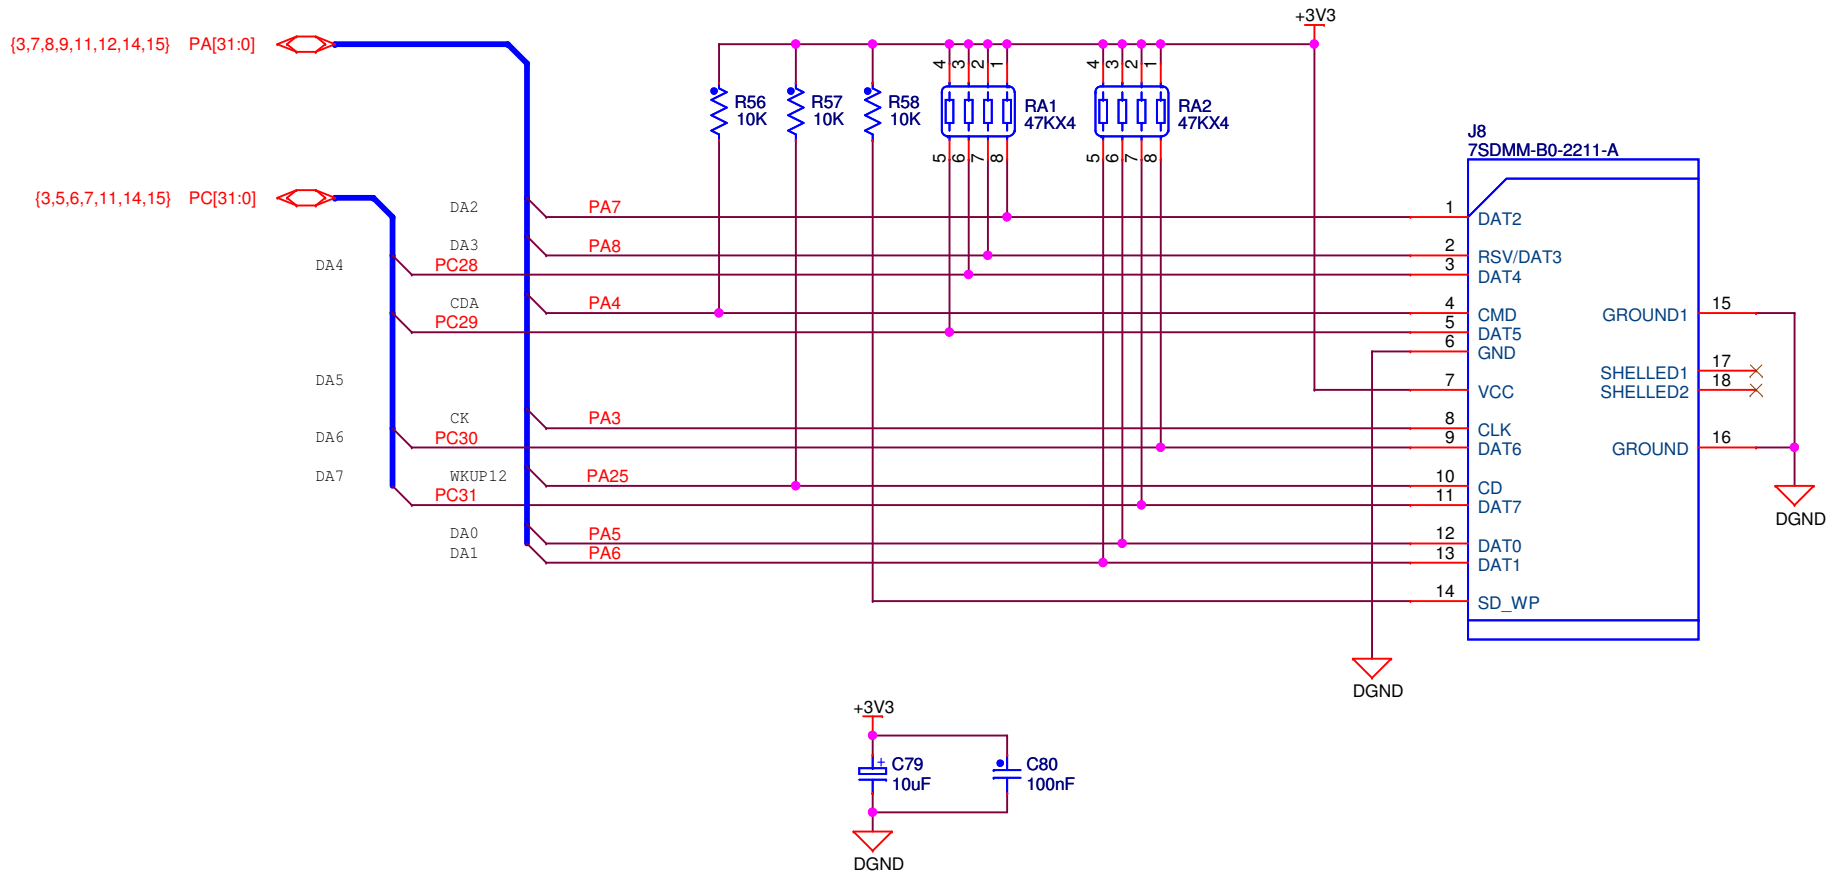 +3V3
{3,7,8,9,11,12,14,15} PA[31:0]
4 3 2 1
4 3 2 1
R56
10K
R57
10K
R58
10K
RA1
47KX4
RA2
47KX4
J8
7SDMM-B0-2211-A
5 6 7 8
5 6 7 8
{3,5,6,7,11,14,15} PC[31:0]
DA2 PA7 1 DAT2
DA3 PA8 2 RSV/DAT3
DA4 PC28 3 DAT4
CDA PA4 4 CMD GROUND1 15
PC29 5 DAT5
6 GND
SHELLED1 17
DA5 7 VCC SHELLED2 18
CK PA3 8 CLK
DA6 PC30 9 DAT6 GROUND 16
DA7 WKUP12 PA25 10 CD
PC31 11 DAT7
DGND
DA0 PA5 12 DAT0
DA1 PA6 13 DAT1
14 SD_WP
DGND
+3V3
+ C79
10uF
C80
100nF
DGND